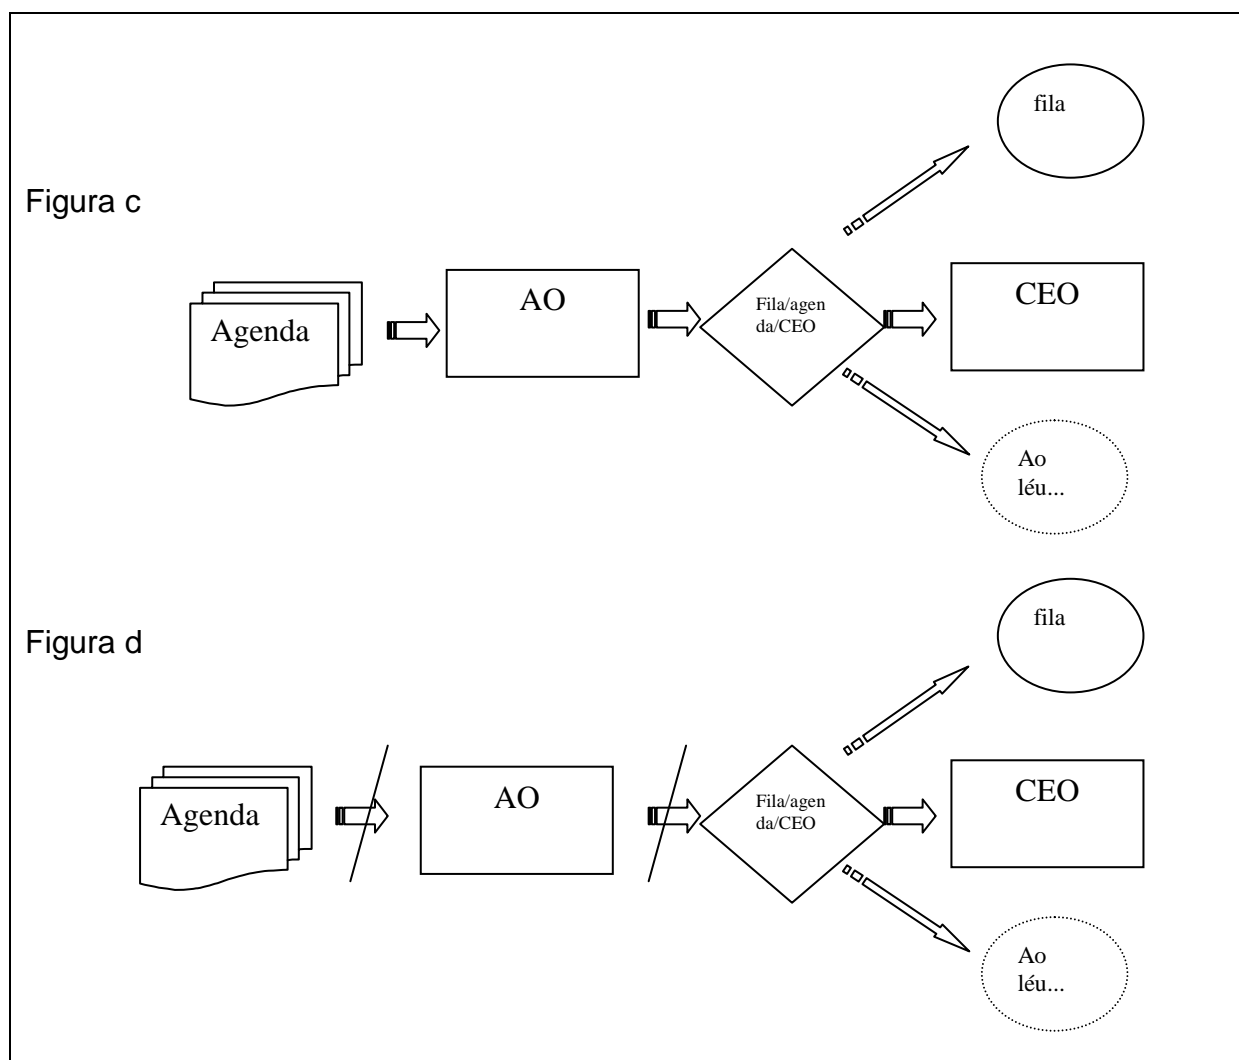 fila
Figura c
Agenda
AO
Fila/agen
da/CEO
CEO
Ao
léu...
fila
Figura d
Agenda
AO
Fila/agen
da/CEO
CEO
Ao
léu...